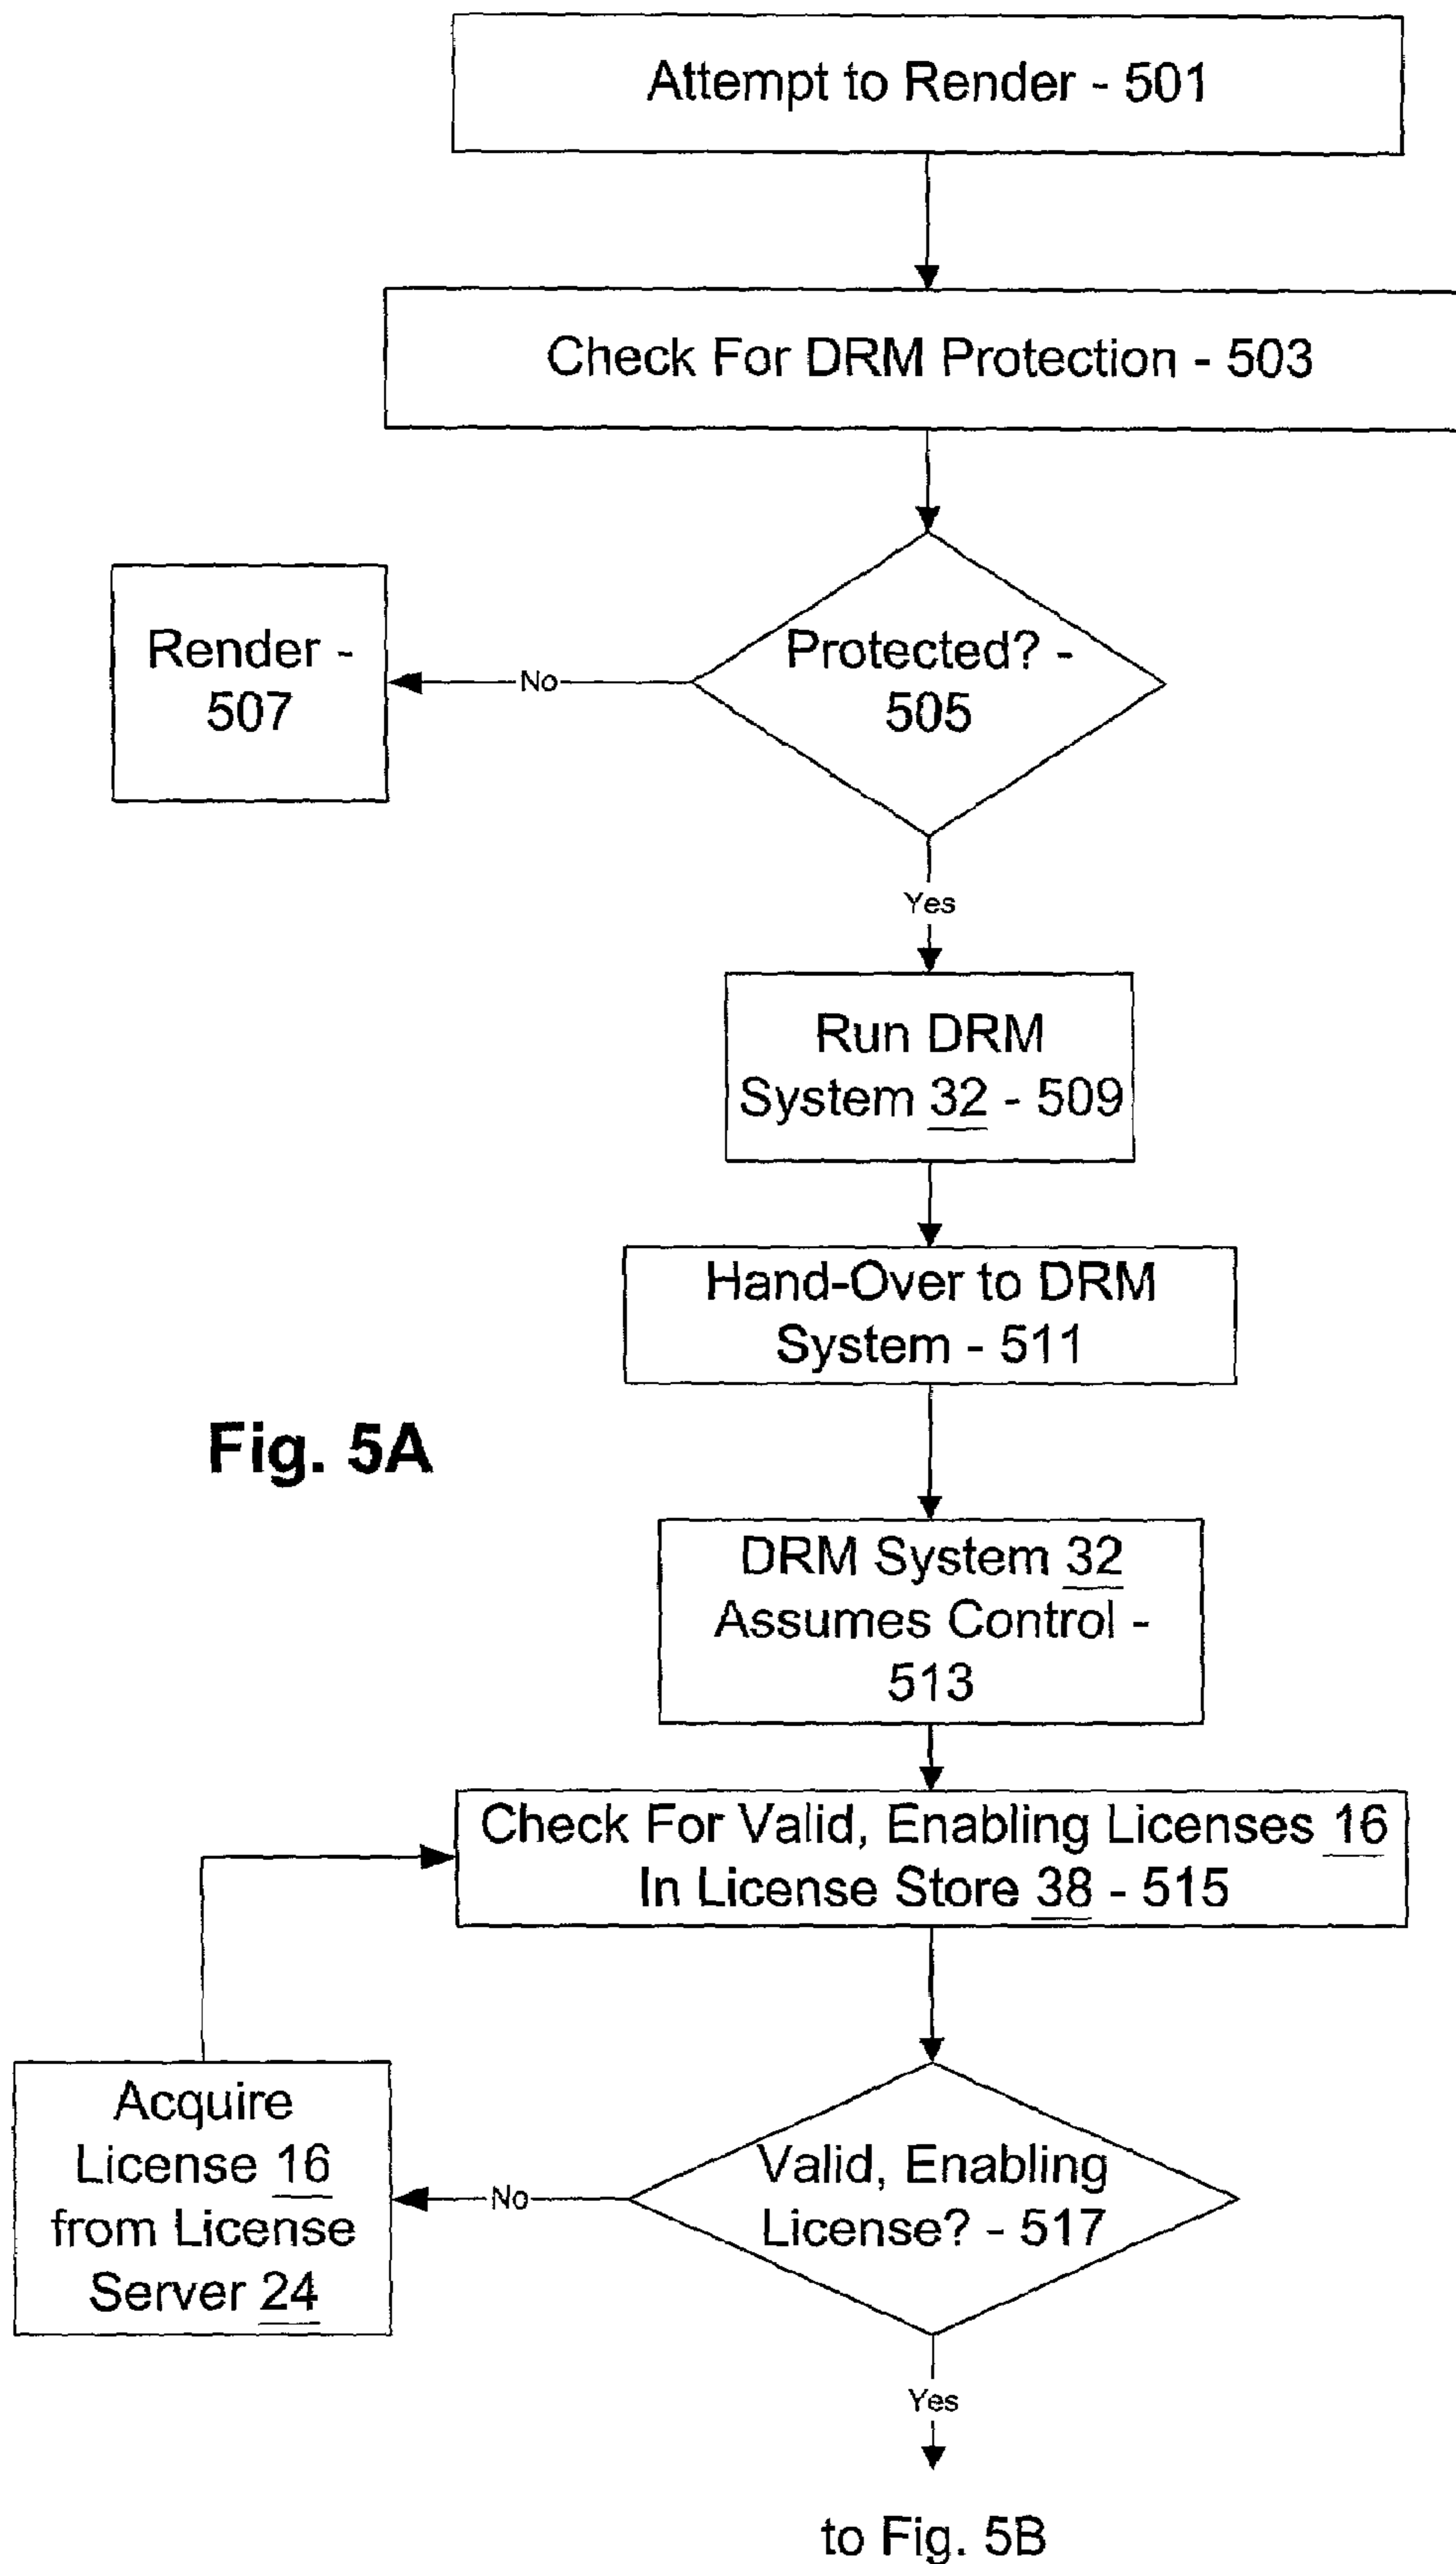 Attempt to Render - 501
Check For DRM Protection - 503
Protected? -
505
No
Render -
507
Yes
Run DRM
System 32 - 509
Hand-Over to DRM
System - 511
Fig. 5A
DRM System 32
Assumes Control -
513
Check For Valid, Enabling Licenses 16
In License Store 38 - 515
Valid, Enabling
License? - 517
No
Acquire
License 16
from License
Server 24
Yes
to Fig. 5B